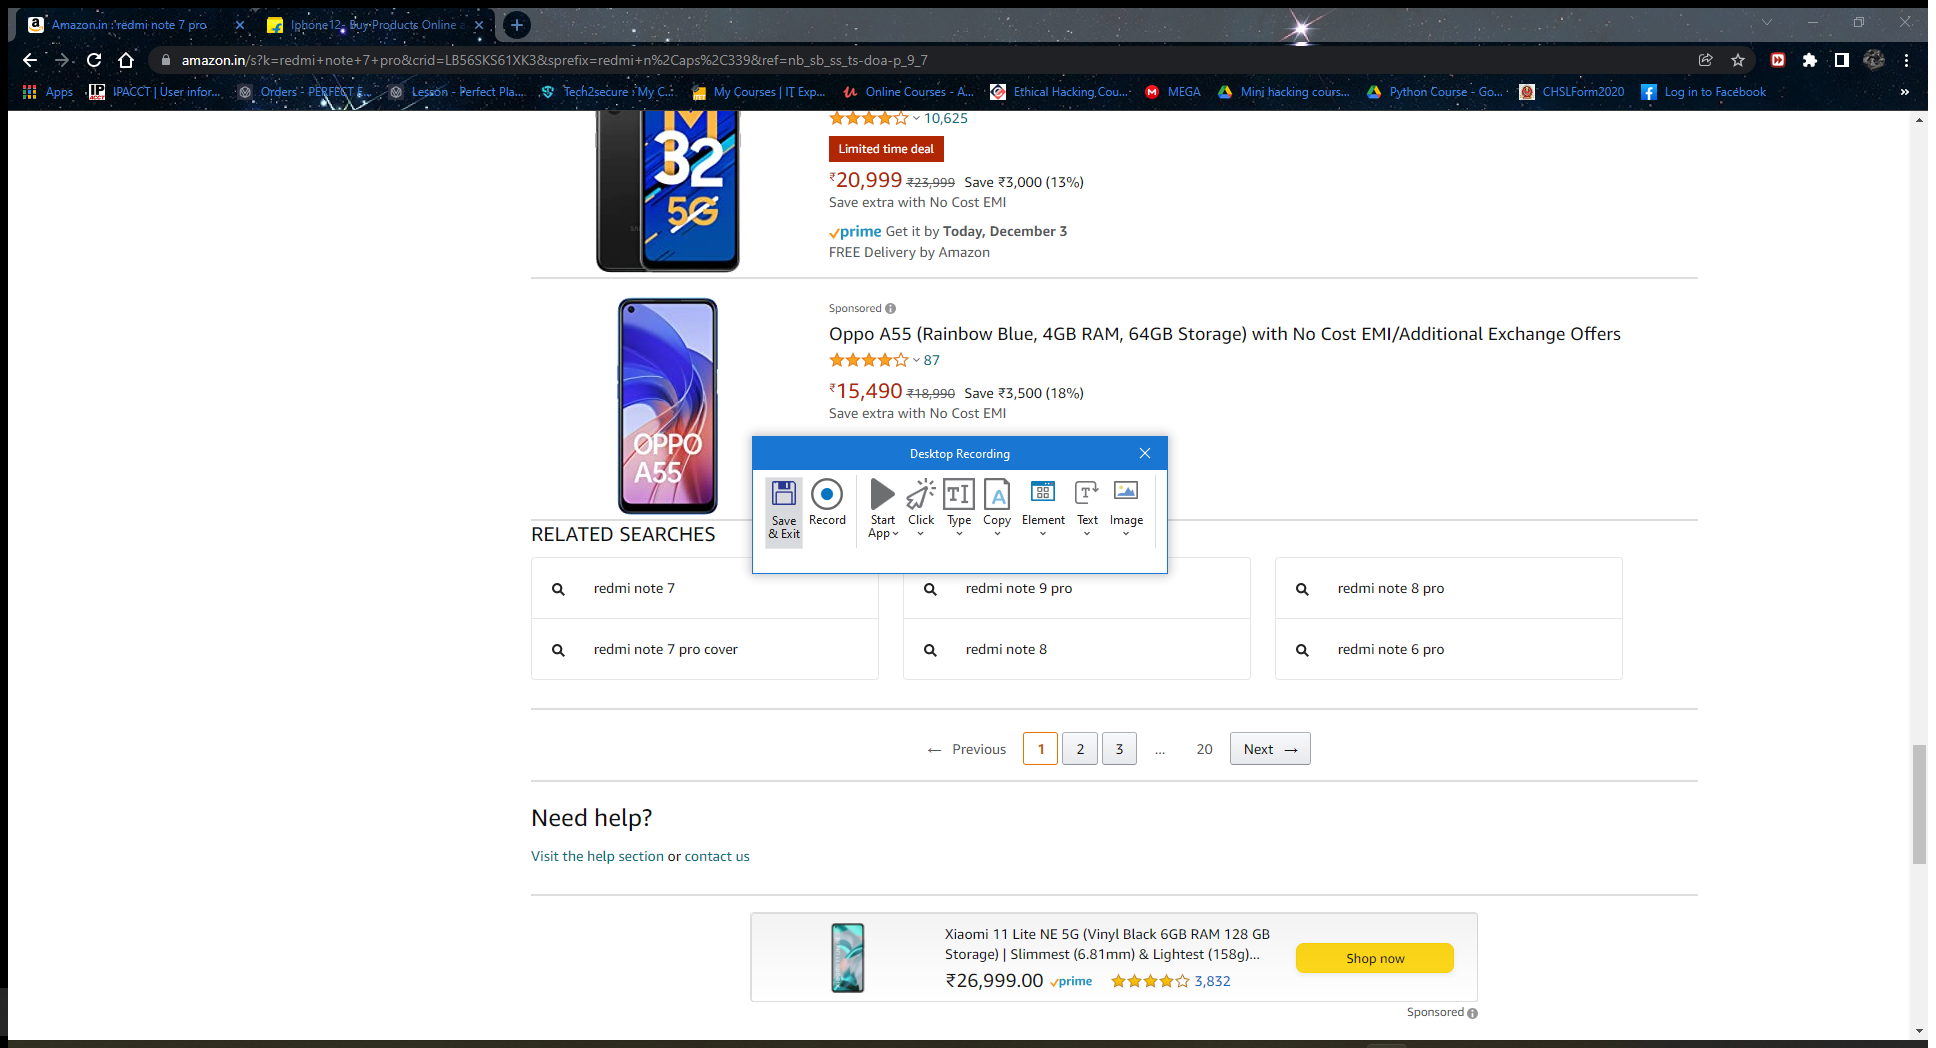 Amazon.in : redmi note 7 pro
Iphone12- Buy Products Online a
amazon.in/s?k=redmi+note+7+pro&crid=LB56SKS61XK3&sprefix=redmi+n%2Caps%2C339&ref=nb_sb_ss_ts-doa-p_9_7
Apps
IPACCT | User infor...
Orders - PERFECT E...
Lesson - Perfect Pla...
Tech2secure : My C...
My Courses | IT Exp...
Online Courses - A...
Ethical Hacking Cou...
MEGA
Mini hacking cours...
Python Course - Go...
CHSLForm2020
Log in to Facebook
»
M
32
5G
10,625
Limited time deal
₹20,999 ₹23,999 Save ₹3,000 (13%)
Save extra with No Cost EMI
prime Get it by Today, December 3
FREE Delivery by Amazon
Sponsored
Oppo A55 (Rainbow Blue, 4GB RAM, 64GB Storage) with No Cost EMI/Additional Exchange Offers
87
₹15,490 ₹18,990 Save ₹3,500 (18%)
Save extra with No Cost EMI
OPPO
A55
Desktop Recording
Save & Exit
Record
Start App
Click
Type
Copy
Element
Text
Image
RELATED SEARCHES
redmi note 7
redmi note 9 pro
redmi note 8 pro
redmi note 7 pro cover
redmi note 8
redmi note 6 pro
← Previous 1 2 3 ... 20 Next →
Need help?
Visit the help section or contact us
Xiaomi 11 Lite NE 5G (Vinyl Black 6GB RAM 128 GB
Storage) | Slimmest (6.81mm) & Lightest (158g)...
₹26,999.00 prime 3,832
Shop now
Sponsored